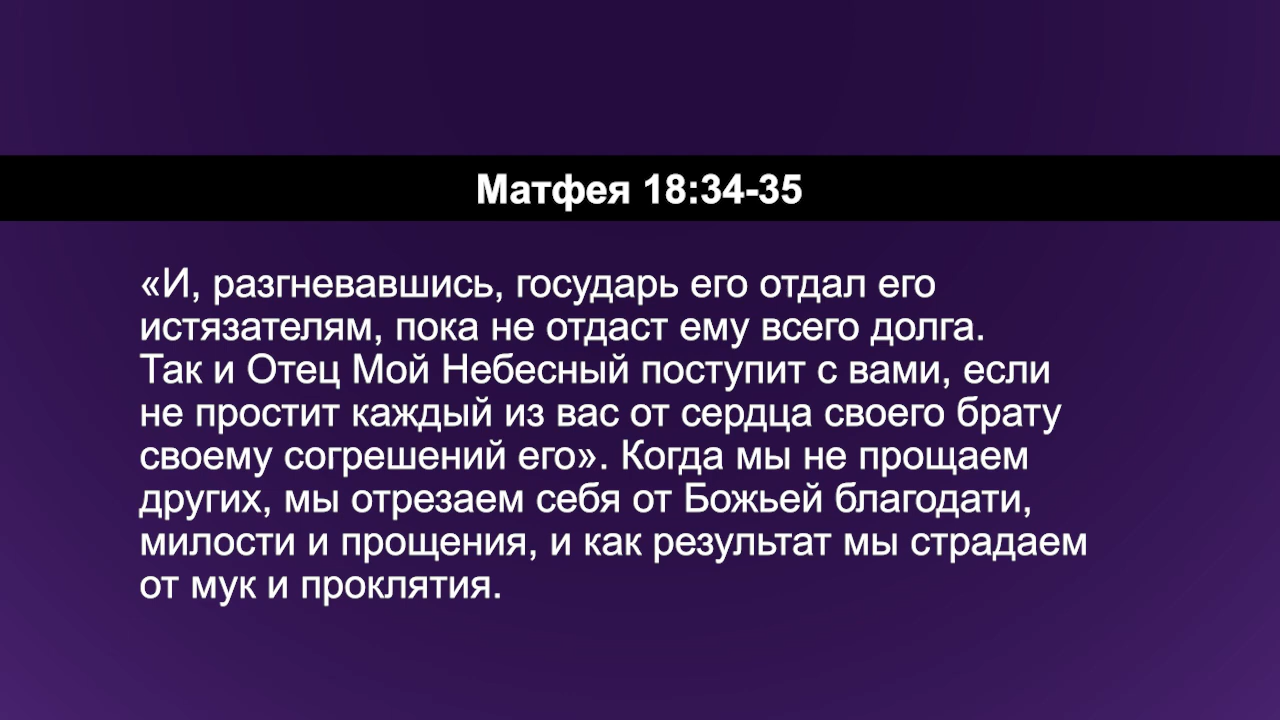 Матфея 18:34-35
«И, разгневавшись, государь его отдал его
истязателям, пока не отдаст ему всего долга.
Так и Отец Мой Небесный поступит с вами, если
не простит каждый из вас от сердца своего брату
своему согрешений его». Когда мы не прощаем
других, мы отрезаем себя от Божьей благодати,
милости и прощения, и как результат мы страдаем
от мук и проклятия.